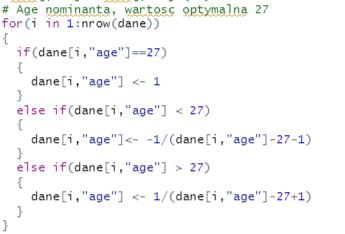 # Age nominanta, wartosc optymalna 27
for(i in 1:nrow(dane))
{
if(dane[i,"age"]==27)
{
dane[i,"age"] <- 1
}
else if(dane[i,"age"] < 27)
{
dane[i,"age"]<- -1/(dane[i,"age"]-27-1)
}
else if(dane[i,"age"] > 27)
{
dane[i,"age"] <- 1/(dane[i,"age"]-27+1)
}
}